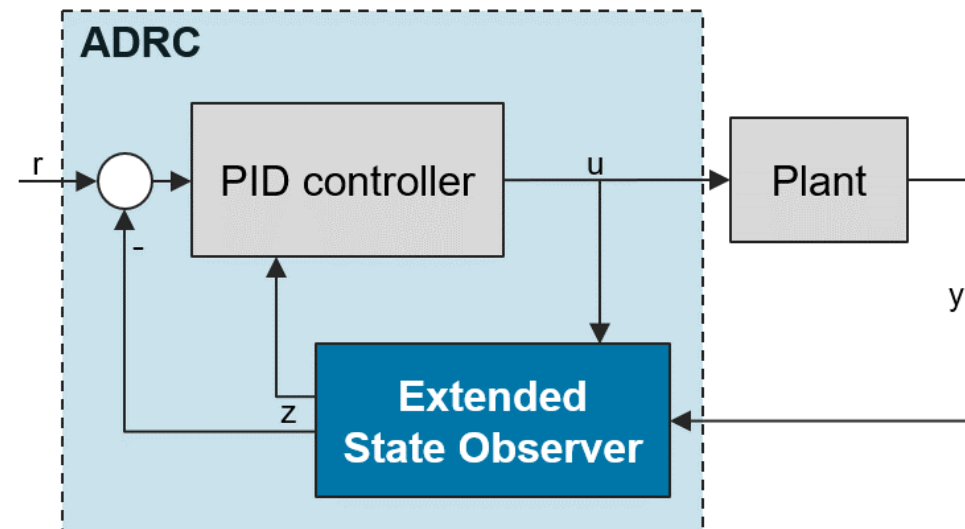 ADRC
r
PID controller
u
Plant
-
y
z
Extended
State Observer